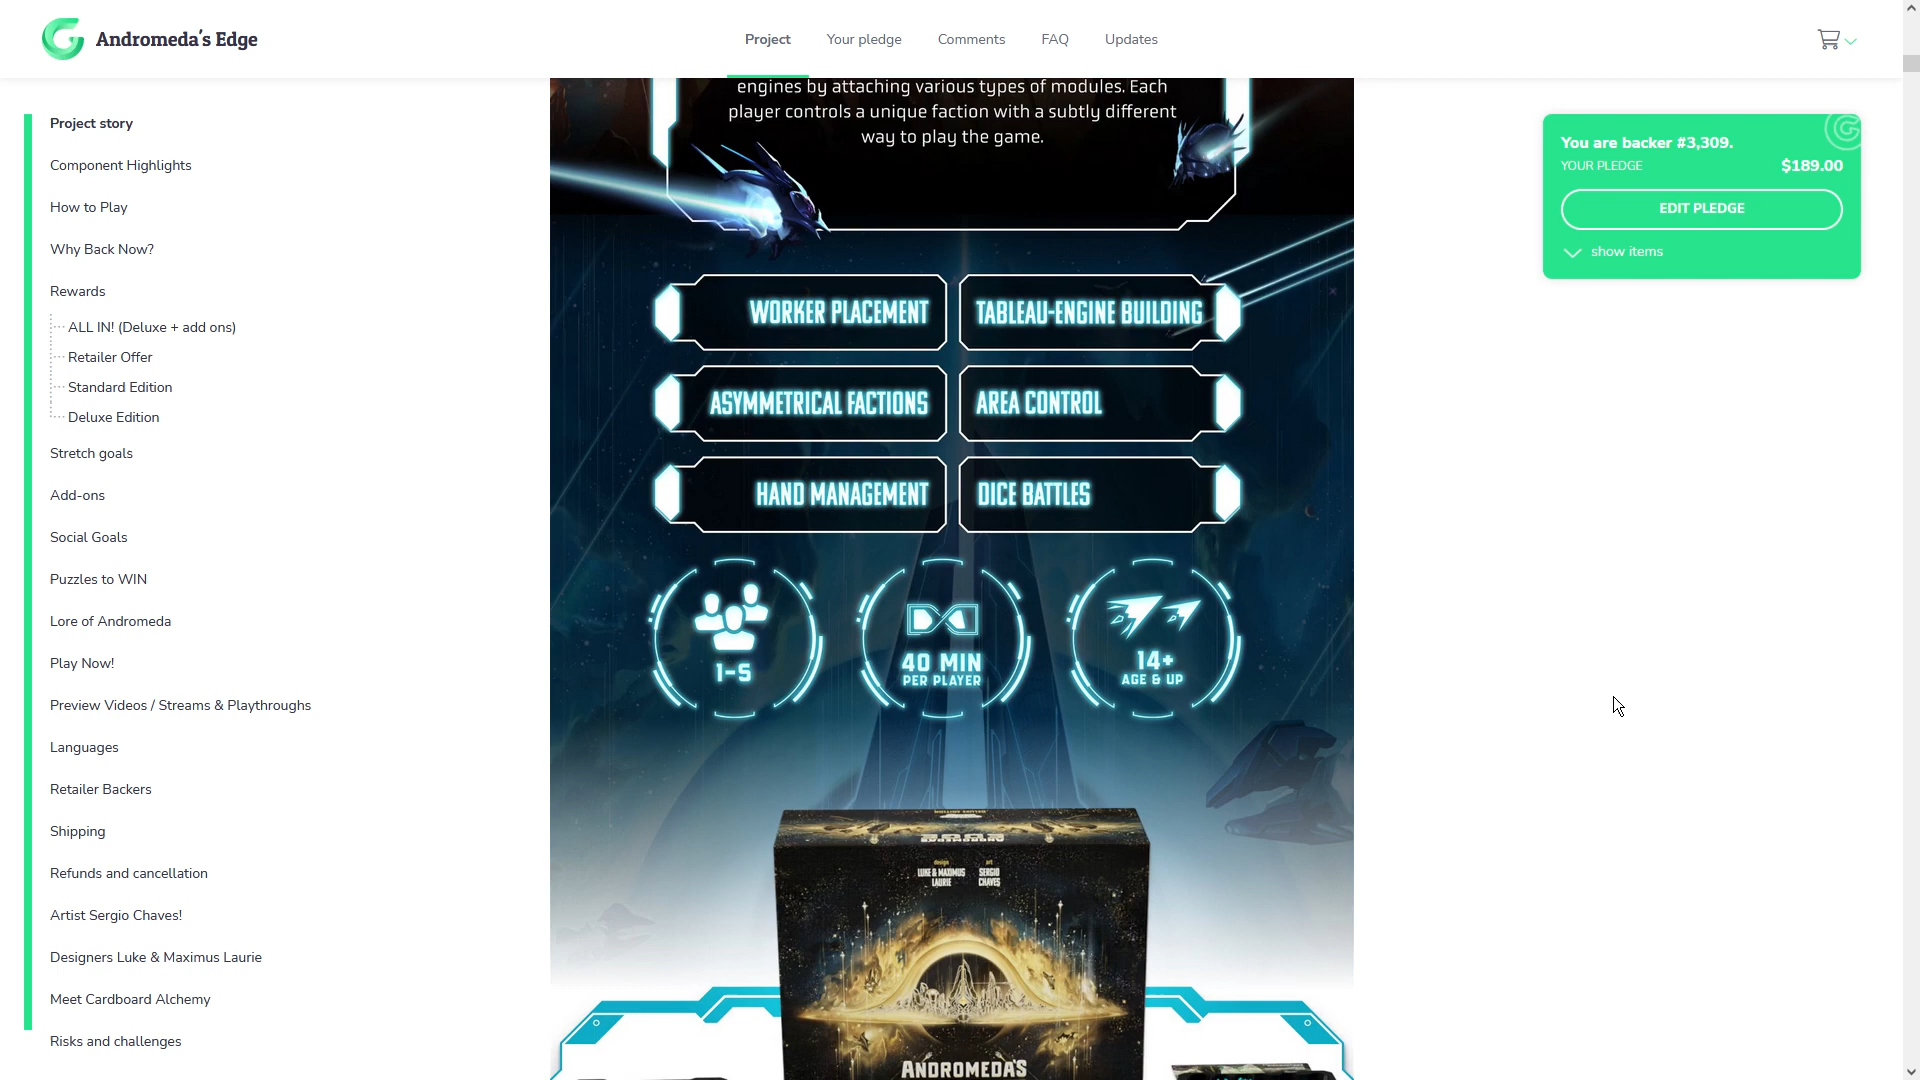 Andromeda's Edge
Project
Your pledge
Comments
FAQ
Updates
Project story
Component Highlights
How to Play
Why Back Now?
Rewards
ALL IN! (Deluxe + add ons)
Retailer Offer
Standard Edition
Deluxe Edition
Stretch goals
Add-ons
Social Goals
Puzzles to WIN
Lore of Andromeda
Play Now!
Preview Videos / Streams & Playthroughs
Languages
Retailer Backers
Shipping
Refunds and cancellation
Artist Sergio Chaves!
Designers Luke & Maximus Laurie
Meet Cardboard Alchemy
Risks and challenges
engines by attaching various types of modules. Each
player controls a unique faction with a subtly different
way to play the game.
WORKER PLACEMENT
TABLEAU-ENGINE BUILDING
ASYMMETRICAL FACTIONS
AREA CONTROL
HAND MANAGEMENT
DICE BATTLES
1-5
40 MIN
PER PLAYER
14+
AGE & UP
design
LUKE & MAXIMUS
LAURIE
art
SERGIO
CHAVES
ANDROMEDA'S
You are backer #3,309.
YOUR PLEDGE $189.00
EDIT PLEDGE
show items